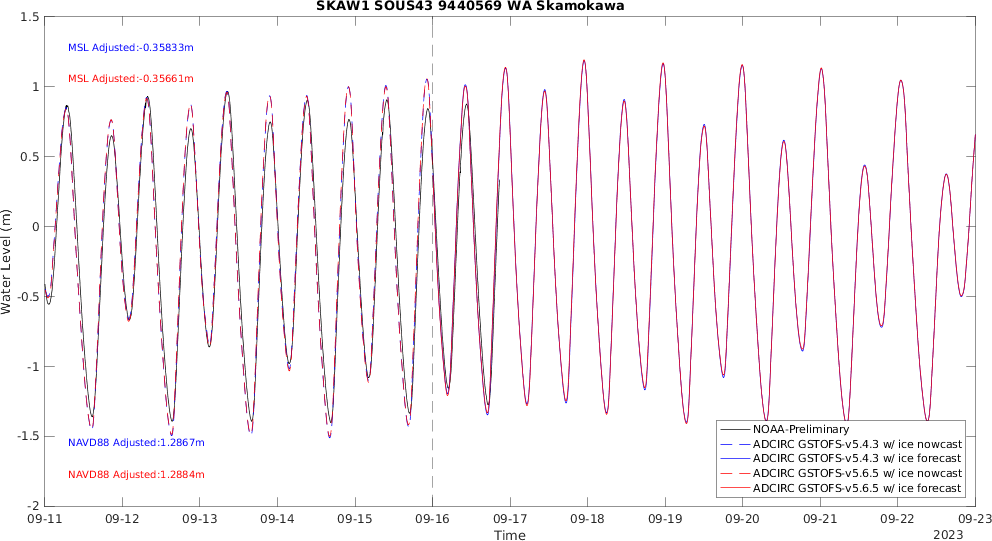 SKAW1 SOUS43 9440569 WA Skamokawa
1.5
1
0.5
0
-0.5
-1
-1.5
-2
Water Level (m)
MSL Adjusted:-0.35833m
MSL Adjusted:-0.35661m
NAVD88 Adjusted:1.2867m
NAVD88 Adjusted:1.2884m
NOAA-Preliminary
ADCIRC GSTOFS-v5.4.3 w/ ice nowcast
ADCIRC GSTOFS-v5.4.3 w/ ice forecast
ADCIRC GSTOFS-v5.6.5 w/ ice nowcast
ADCIRC GSTOFS-v5.6.5 w/ ice forecast
09-11 09-12 09-13 09-14 09-15 09-16 09-17 09-18 09-19 09-20 09-21 09-22 09-23
Time
2023